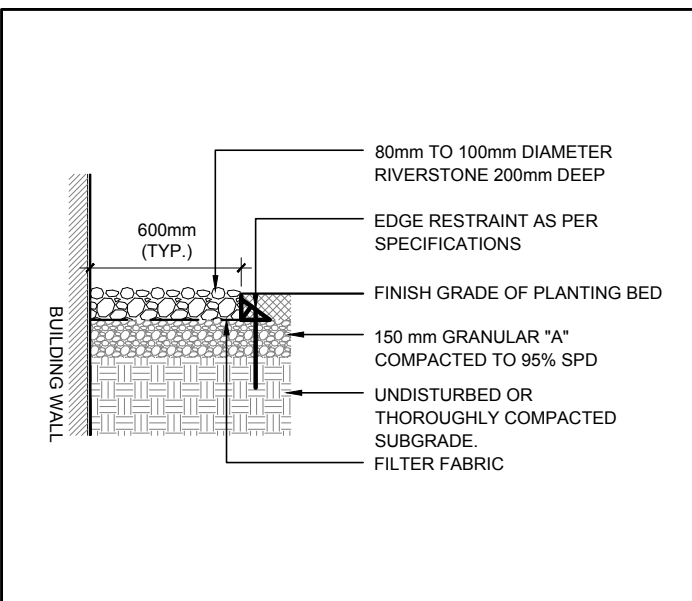 80mm TO 100mm DIAMETER
RIVERSTONE 200mm DEEP
600mm
(TYP.)
EDGE RESTRAINT AS PER
SPECIFICATIONS
FINISH GRADE OF PLANTING BED
BUILDING WALL
150 mm GRANULAR "A"
COMPACTED TO 95% SPD
UNDISTURBED OR
THOROUGHLY COMPACTED
SUBGRADE.
FILTER FABRIC